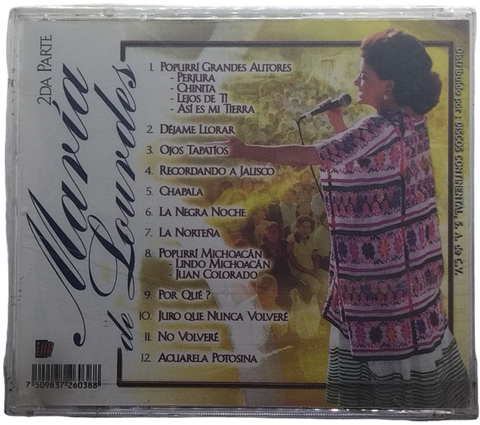 2DA PARTE
María
de Lourdes
1. POPURRÍ GRANDES AUTORES
- PERJURA
- CHINITA
- LEJOS DE TI
- ASÍ ES MI TIERRA
2. DÉJAME LLORAR
3. OJOS TAPATÍOS
4. RECORDANDO A JALISCO
5. CHAPALA
6. LA NEGRA NOCHE
7. LA NORTEÑA
8. POPURRÍ MICHOACÁN
- LINDO MICHOACÁN
- JUAN COLORADO
9. POR QUÉ ?
10. JURO QUE NUNCA VOLVERÉ
11. NO VOLVERÉ
12. ACUARELA POTOSINA
Distribuido por: DISCOS CONTINENTAL, S. A. de C.V.
7 509837 260388